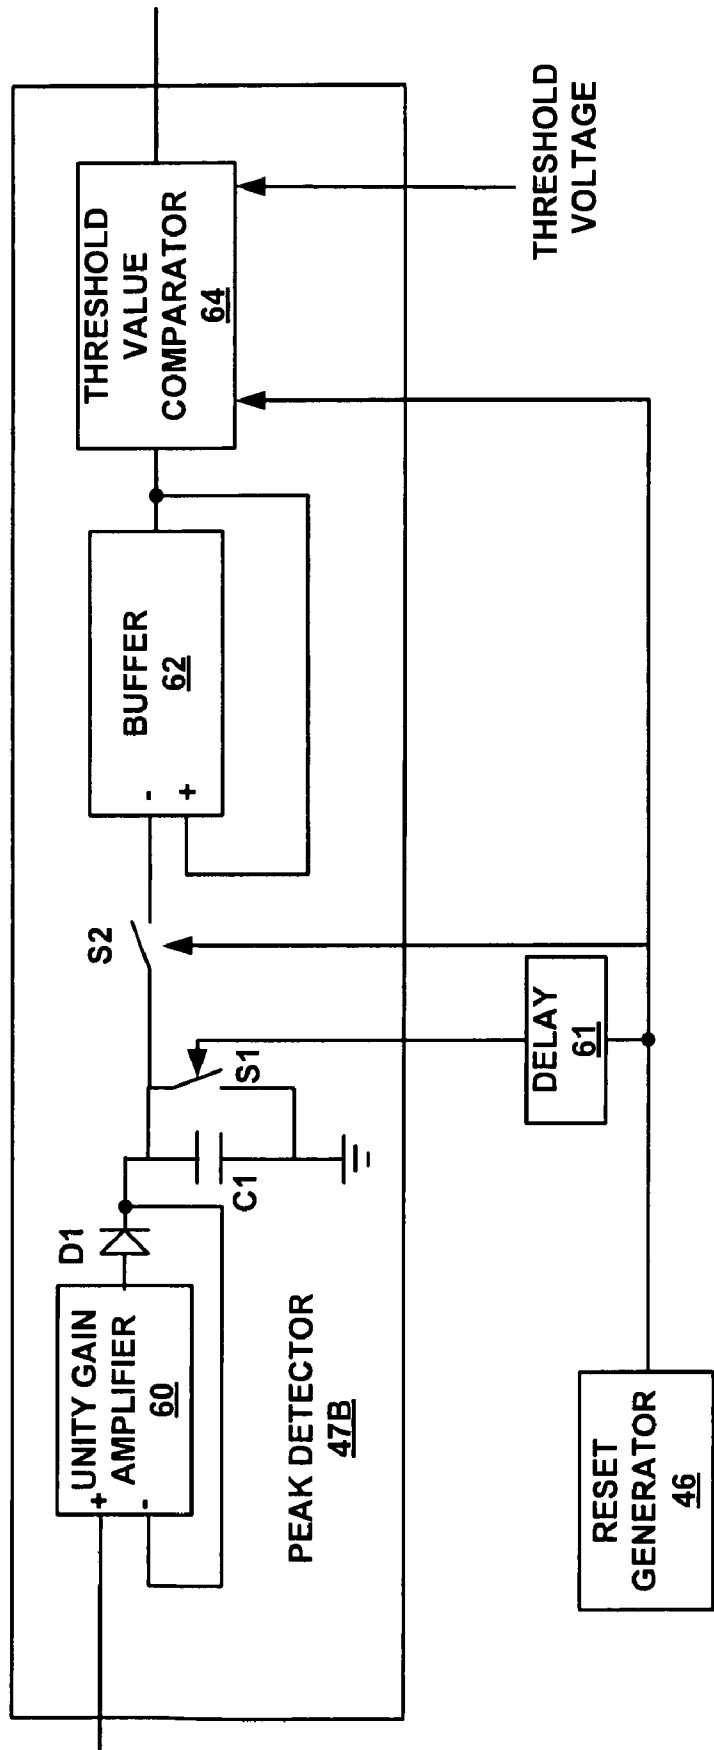 UNITY GAIN
AMPLIFIER
60
+
-
D1
C1
S1
S2
BUFFER
62
-
+
THRESHOLD
VALUE
COMPARATOR
64
PEAK DETECTOR
47B
THRESHOLD
VOLTAGE
DELAY
61
RESET
GENERATOR
46